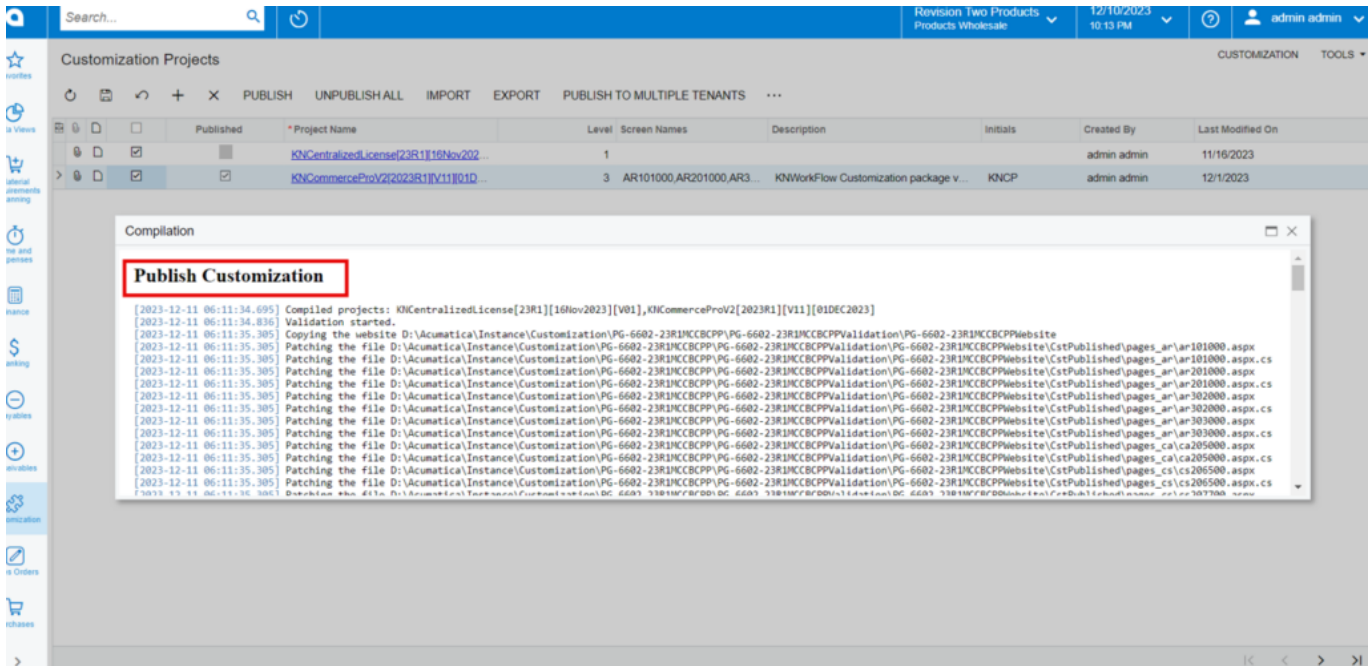 Search...
Revision Two Products
Products Wholesale
12/10/2023
10:13 PM
admin admin
Customization Projects
CUSTOMIZATION TOOLS
PUBLISH UNPUBLISH ALL IMPORT EXPORT PUBLISH TO MULTIPLE TENANTS ...
Published * Project Name Level Screen Names Description Initials Created By Last Modified On
KNCentralizedLicense[23R1][16Nov202... 1 admin admin 11/16/2023
KNCommerceProV2[2023R1][V11][01D... 3 AR101000,AR201000,AR3... KNWorkFlow Customization package v... KNCP admin admin 12/1/2023
Compilation
Publish Customization
[2023-12-11 06:11:34.695] Compiled projects: KNCentralizedLicense[23R1][16Nov2023][V01],KNCommerceProV2[2023R1][V11][01DEC2023]
[2023-12-11 06:11:34.836] Validation started.
[2023-12-11 06:11:35.305] Copying the website D:\Acumatica\Instance\Customization\PG-6602-23R1MCCBCPP\PG-6602-23R1MCCBCPPValidation\PG-6602-23R1MCCBCPPWebsite
[2023-12-11 06:11:35.305] Patching the file D:\Acumatica\Instance\Customization\PG-6602-23R1MCCBCPP\PG-6602-23R1MCCBCPPValidation\PG-6602-23R1MCCBCPPWebsite\CstPublished\pages_ar\ar101000.aspx
[2023-12-11 06:11:35.305] Patching the file D:\Acumatica\Instance\Customization\PG-6602-23R1MCCBCPP\PG-6602-23R1MCCBCPPValidation\PG-6602-23R1MCCBCPPWebsite\CstPublished\pages_ar\ar101000.aspx.cs
[2023-12-11 06:11:35.305] Patching the file D:\Acumatica\Instance\Customization\PG-6602-23R1MCCBCPP\PG-6602-23R1MCCBCPPValidation\PG-6602-23R1MCCBCPPWebsite\CstPublished\pages_ar\ar201000.aspx
[2023-12-11 06:11:35.305] Patching the file D:\Acumatica\Instance\Customization\PG-6602-23R1MCCBCPP\PG-6602-23R1MCCBCPPValidation\PG-6602-23R1MCCBCPPWebsite\CstPublished\pages_ar\ar201000.aspx.cs
[2023-12-11 06:11:35.305] Patching the file D:\Acumatica\Instance\Customization\PG-6602-23R1MCCBCPP\PG-6602-23R1MCCBCPPValidation\PG-6602-23R1MCCBCPPWebsite\CstPublished\pages_ar\ar302000.aspx
[2023-12-11 06:11:35.305] Patching the file D:\Acumatica\Instance\Customization\PG-6602-23R1MCCBCPP\PG-6602-23R1MCCBCPPValidation\PG-6602-23R1MCCBCPPWebsite\CstPublished\pages_ar\ar302000.aspx.cs
[2023-12-11 06:11:35.305] Patching the file D:\Acumatica\Instance\Customization\PG-6602-23R1MCCBCPP\PG-6602-23R1MCCBCPPValidation\PG-6602-23R1MCCBCPPWebsite\CstPublished\pages_ar\ar303000.aspx
[2023-12-11 06:11:35.305] Patching the file D:\Acumatica\Instance\Customization\PG-6602-23R1MCCBCPP\PG-6602-23R1MCCBCPPValidation\PG-6602-23R1MCCBCPPWebsite\CstPublished\pages_ar\ar303000.aspx.cs
[2023-12-11 06:11:35.305] Patching the file D:\Acumatica\Instance\Customization\PG-6602-23R1MCCBCPP\PG-6602-23R1MCCBCPPValidation\PG-6602-23R1MCCBCPPWebsite\CstPublished\pages_ca\ca205000.aspx
[2023-12-11 06:11:35.305] Patching the file D:\Acumatica\Instance\Customization\PG-6602-23R1MCCBCPP\PG-6602-23R1MCCBCPPValidation\PG-6602-23R1MCCBCPPWebsite\CstPublished\pages_ca\ca205000.aspx.cs
[2023-12-11 06:11:35.305] Patching the file D:\Acumatica\Instance\Customization\PG-6602-23R1MCCBCPP\PG-6602-23R1MCCBCPPValidation\PG-6602-23R1MCCBCPPWebsite\CstPublished\pages_cs\cs206500.aspx
[2023-12-11 06:11:35.305] Patching the file D:\Acumatica\Instance\Customization\PG-6602-23R1MCCBCPP\PG-6602-23R1MCCBCPPValidation\PG-6602-23R1MCCBCPPWebsite\CstPublished\pages_cs\cs206500.aspx.cs